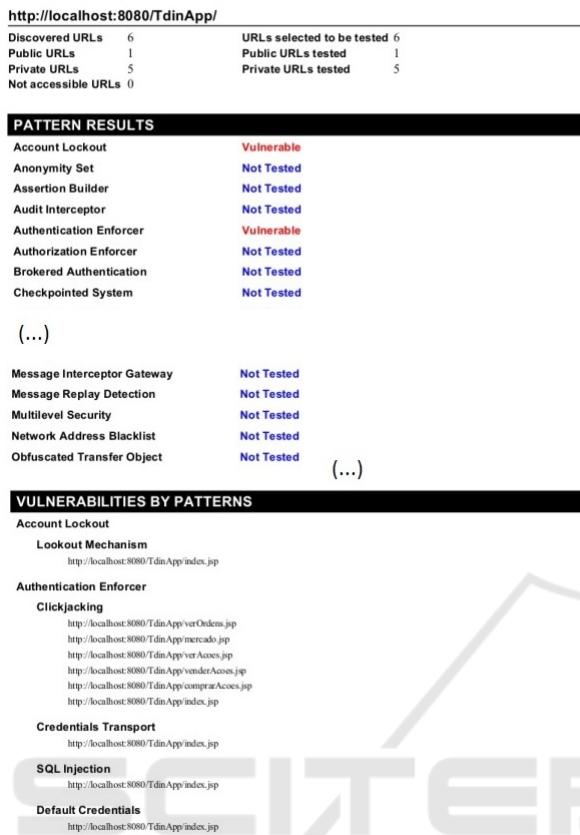 http://localhost:8080/TdinApp/
Discovered URLs 6 URLs selected to be tested 6
Public URLs 1 Public URLs tested 1
Private URLs 5 Private URLs tested 5
Not accessible URLs 0
PATTERN RESULTS
Account Lockout Vulnerable
Anonymity Set Not Tested
Assertion Builder Not Tested
Audit Interceptor Not Tested
Authentication Enforcer Vulnerable
Authorization Enforcer Not Tested
Brokered Authentication Not Tested
Checkpointed System Not Tested
(...)
Message Interceptor Gateway Not Tested
Message Replay Detection Not Tested
Multilevel Security Not Tested
Network Address Blacklist Not Tested
Obfuscated Transfer Object Not Tested
(...)
VULNERABILITIES BY PATTERNS
Account Lockout
Lookout Mechanism
http://localhost:8080/TdinApp/index.jsp
Authentication Enforcer
Clickjacking
http://localhost:8080/TdinApp/verOrdens.jsp
http://localhost:8080/TdinApp/mercado.jsp
http://localhost:8080/TdinApp/verAcoes.jsp
http://localhost:8080/TdinApp/venderAcoes.jsp
http://localhost:8080/TdinApp/comprarAcoes.jsp
http://localhost:8080/TdinApp/index.jsp
Credentials Transport
http://localhost:8080/TdinApp/index.jsp
SQL Injection
http://localhost:8080/TdinApp/index.jsp
Default Credentials
http://localhost:8080/TdinApp/index.jsp